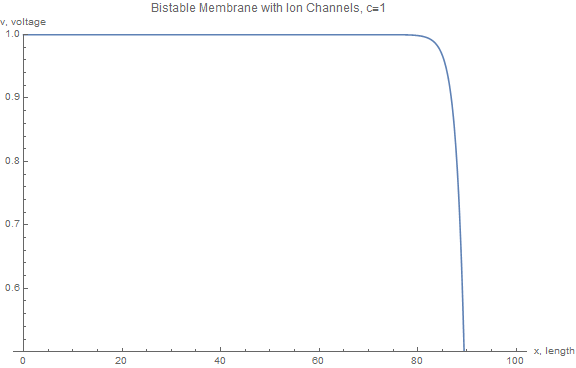 Bistable Membrane with Ion Channels, c=1
v, voltage
1.0
0.9
0.8
0.7
0.6
0 20 40 60 80 100 x, length